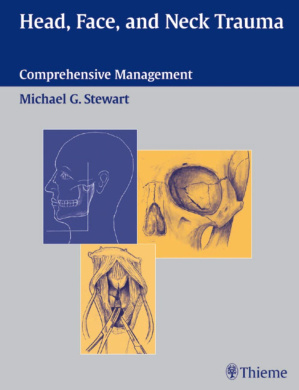 Head, Face, and Neck Trauma
Comprehensive Management
Michael G. Stewart
Thieme